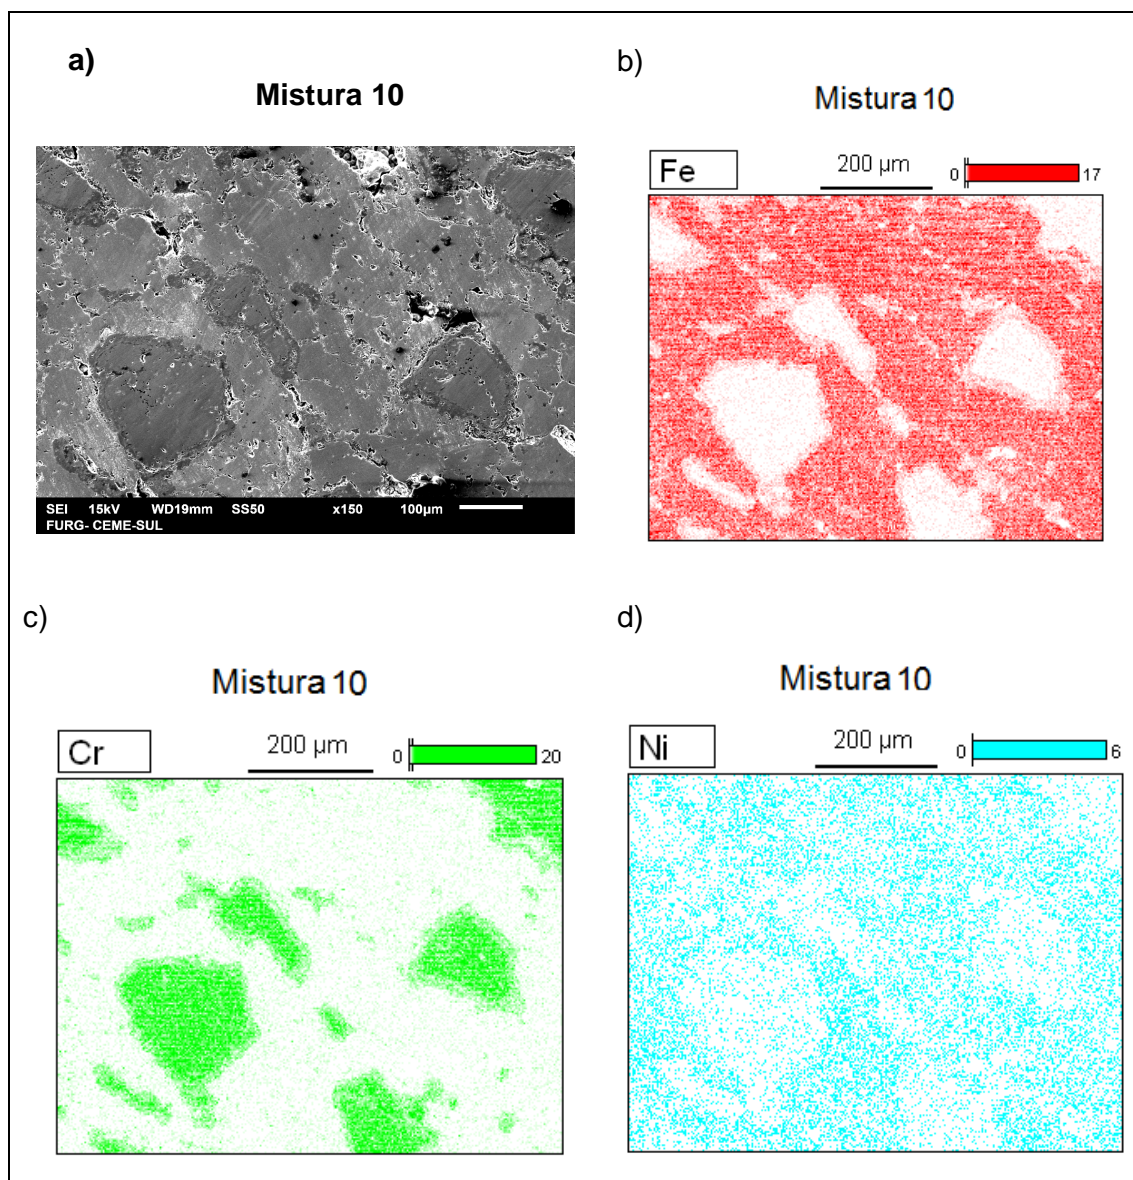 a)
Mistura 10
SEI 15kV WD19mm SS50 x150 100µm
FURG- CEME-SUL
b)
Mistura 10
Fe 200 µm 0 17
c)
Mistura 10
Cr 200 µm 0 20
d)
Mistura 10
Ni 200 µm 0 6